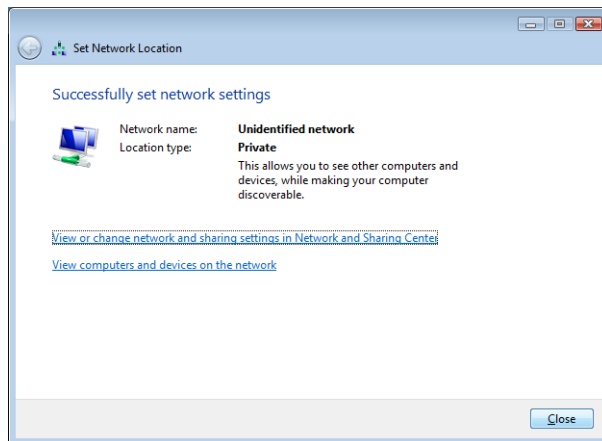 Set Network Location
Successfully set network settings
Network name: Unidentified network
Location type: Private
This allows you to see other computers and
devices, while making your computer
discoverable.
View or change network and sharing settings in Network and Sharing Center
View computers and devices on the network
Close